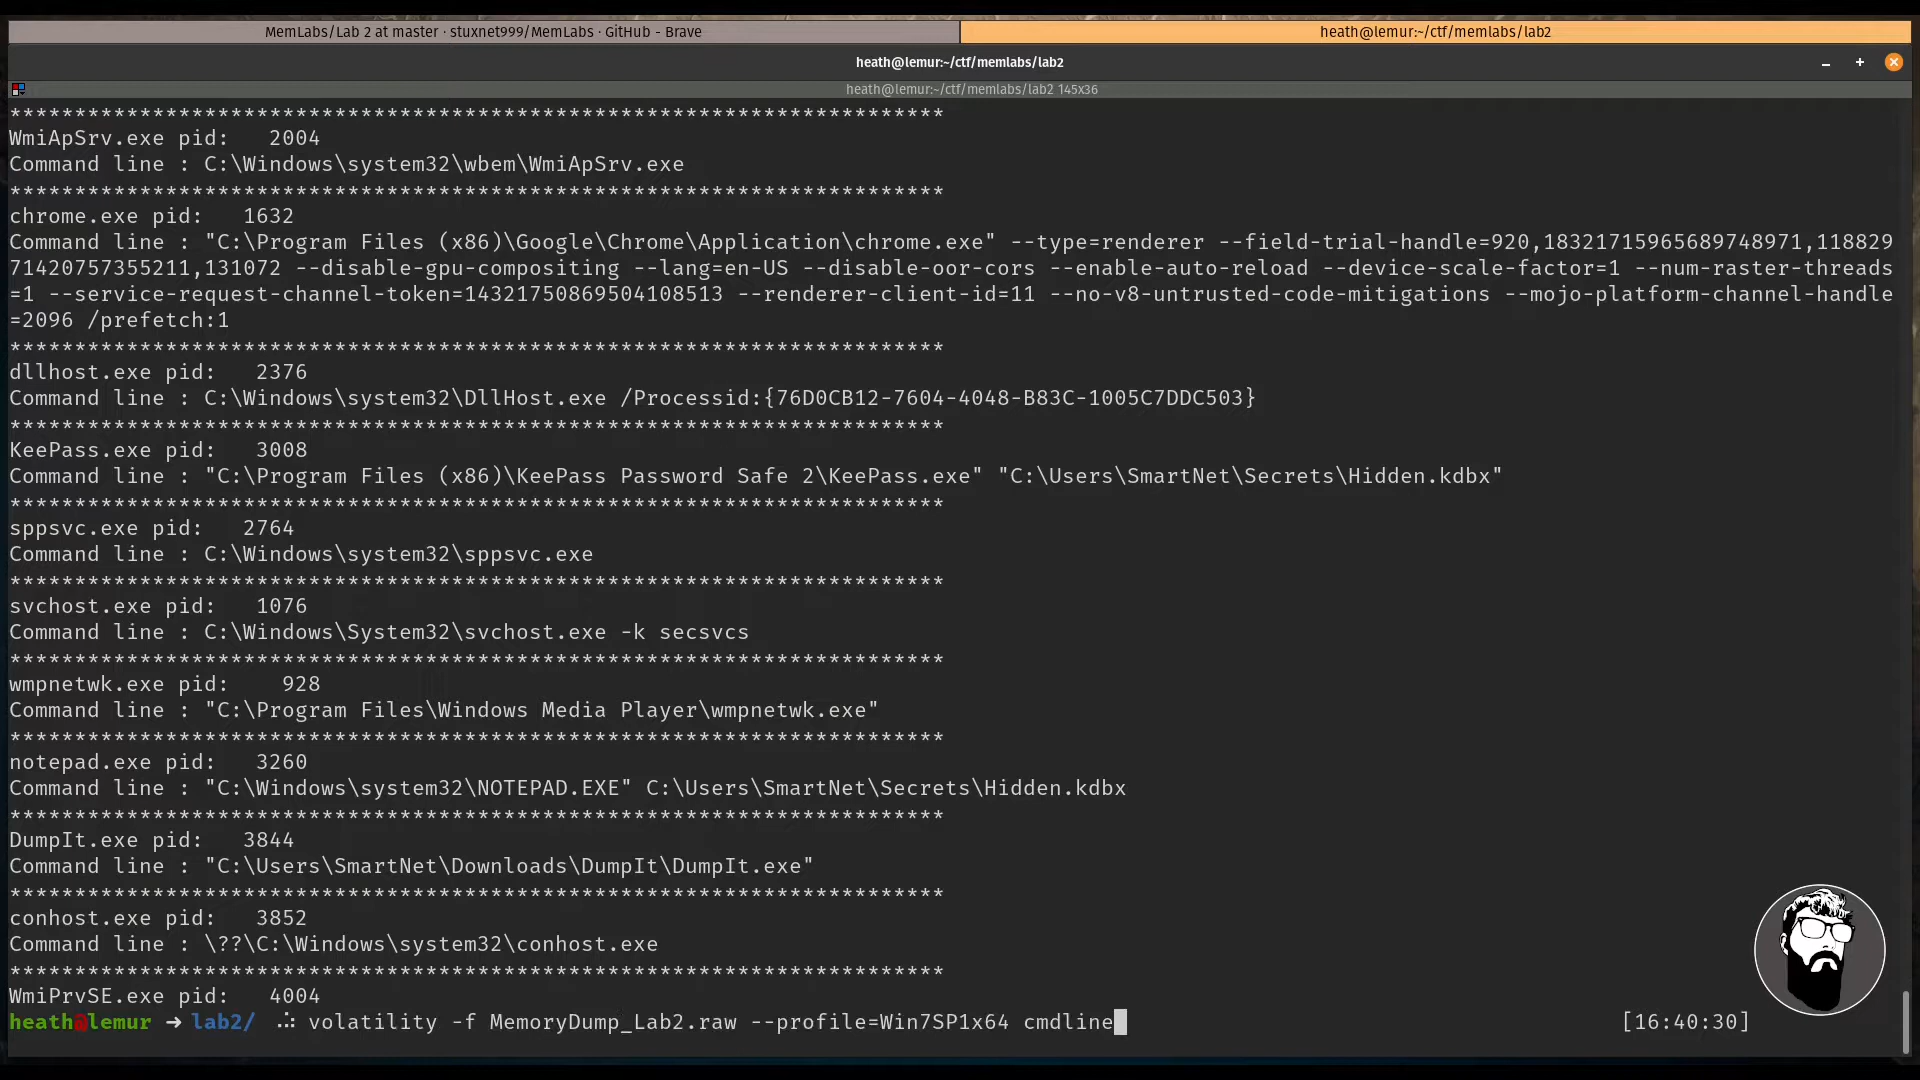 MemLabs/Lab 2 at master · stuxnet999/MemLabs · GitHub - Brave
heath@lemur:~/ctf/memlabs/lab2
heath@lemur:~/ctf/memlabs/lab2
heath@lemur:~/ctf/memlabs/lab2 145x36
************************************************************************
WmiApSrv.exe pid:   2004
Command line : C:\Windows\system32\wbem\WmiApSrv.exe
************************************************************************
chrome.exe pid:   1632
Command line : "C:\Program Files (x86)\Google\Chrome\Application\chrome.exe" --type=renderer --field-trial-handle=920,18321715965689748971,118829
71420757355211,131072 --disable-gpu-compositing --lang=en-US --disable-oor-cors --enable-auto-reload --device-scale-factor=1 --num-raster-threads
=1 --service-request-channel-token=14321750869504108513 --renderer-client-id=11 --no-v8-untrusted-code-mitigations --mojo-platform-channel-handle
=2096 /prefetch:1
************************************************************************
dllhost.exe pid:   2376
Command line : C:\Windows\system32\DllHost.exe /Processid:{76D0CB12-7604-4048-B83C-1005C7DDC503}
************************************************************************
KeePass.exe pid:   3008
Command line : "C:\Program Files (x86)\KeePass Password Safe 2\KeePass.exe" "C:\Users\SmartNet\Secrets\Hidden.kdbx"
************************************************************************
sppsvc.exe pid:   2764
Command line : C:\Windows\system32\sppsvc.exe
************************************************************************
svchost.exe pid:   1076
Command line : C:\Windows\System32\svchost.exe -k secsvcs
************************************************************************
wmpnetwk.exe pid:    928
Command line : "C:\Program Files\Windows Media Player\wmpnetwk.exe"
************************************************************************
notepad.exe pid:   3260
Command line : "C:\Windows\system32\NOTEPAD.EXE" C:\Users\SmartNet\Secrets\Hidden.kdbx
************************************************************************
DumpIt.exe pid:   3844
Command line : "C:\Users\SmartNet\Downloads\DumpIt\DumpIt.exe"
************************************************************************
conhost.exe pid:   3852
Command line : \??\C:\Windows\system32\conhost.exe
************************************************************************
WmiPrvSE.exe pid:   4004
heath@lemur → lab2/ volatility -f MemoryDump_Lab2.raw --profile=Win7SP1x64 cmdline [16:40:30]